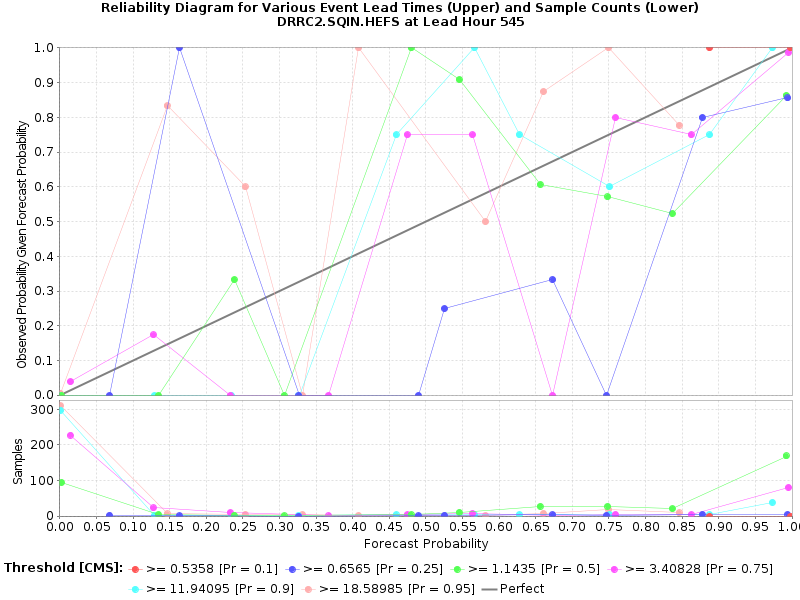 Reliability Diagram for Various Event Lead Times (Upper) and Sample Counts (Lower)
DRRC2.SQIN.HEFS at Lead Hour 545
Observed Probability Given Forecast Probability
1.0
0.9
0.8
0.7
0.6
0.5
0.4
0.3
0.2
0.1
0.0
Samples
300
200
100
0
0.00 0.05 0.10 0.15 0.20 0.25 0.30 0.35 0.40 0.45 0.50 0.55 0.60 0.65 0.70 0.75 0.80 0.85 0.90 0.95 1.0
Forecast Probability
Threshold [CMS]: >= 0.5358 [Pr = 0.1] >= 0.6565 [Pr = 0.25] >= 1.1435 [Pr = 0.5] >= 3.40828 [Pr = 0.75]
>= 11.94095 [Pr = 0.9] >= 18.58985 [Pr = 0.95] Perfect